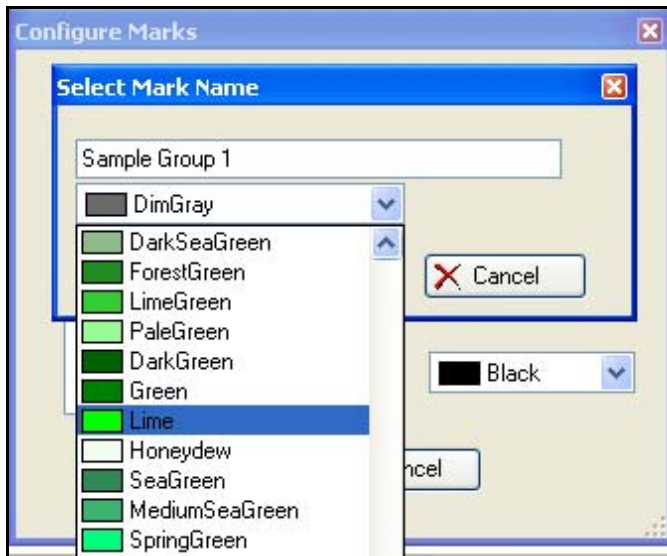 Configure Marks
Select Mark Name
Sample Group 1
DimGray
DarkSeaGreen
ForestGreen
LimeGreen
PaleGreen
DarkGreen
Green
Lime
Honeydew
SeaGreen
MediumSeaGreen
SpringGreen
Cancel
Black
ncel